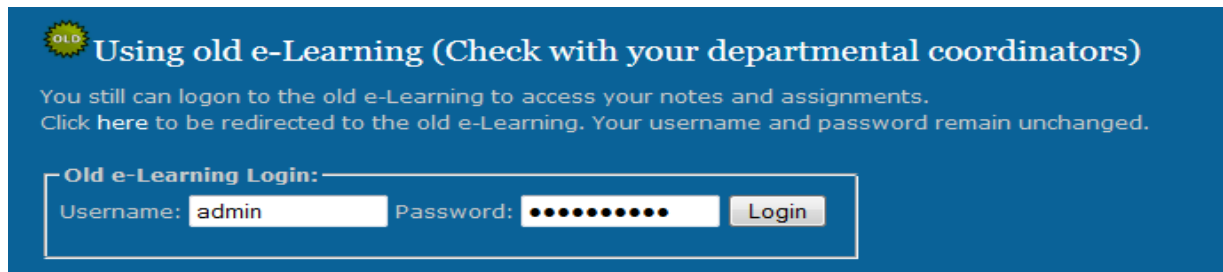 OLD
Using old e-Learning (Check with your departmental coordinators)
You still can logon to the old e-Learning to access your notes and assignments.
Click here to be redirected to the old e-Learning. Your username and password remain unchanged.
Old e-Learning Login:
Username: admin Password: ●●●●●●●●●● Login